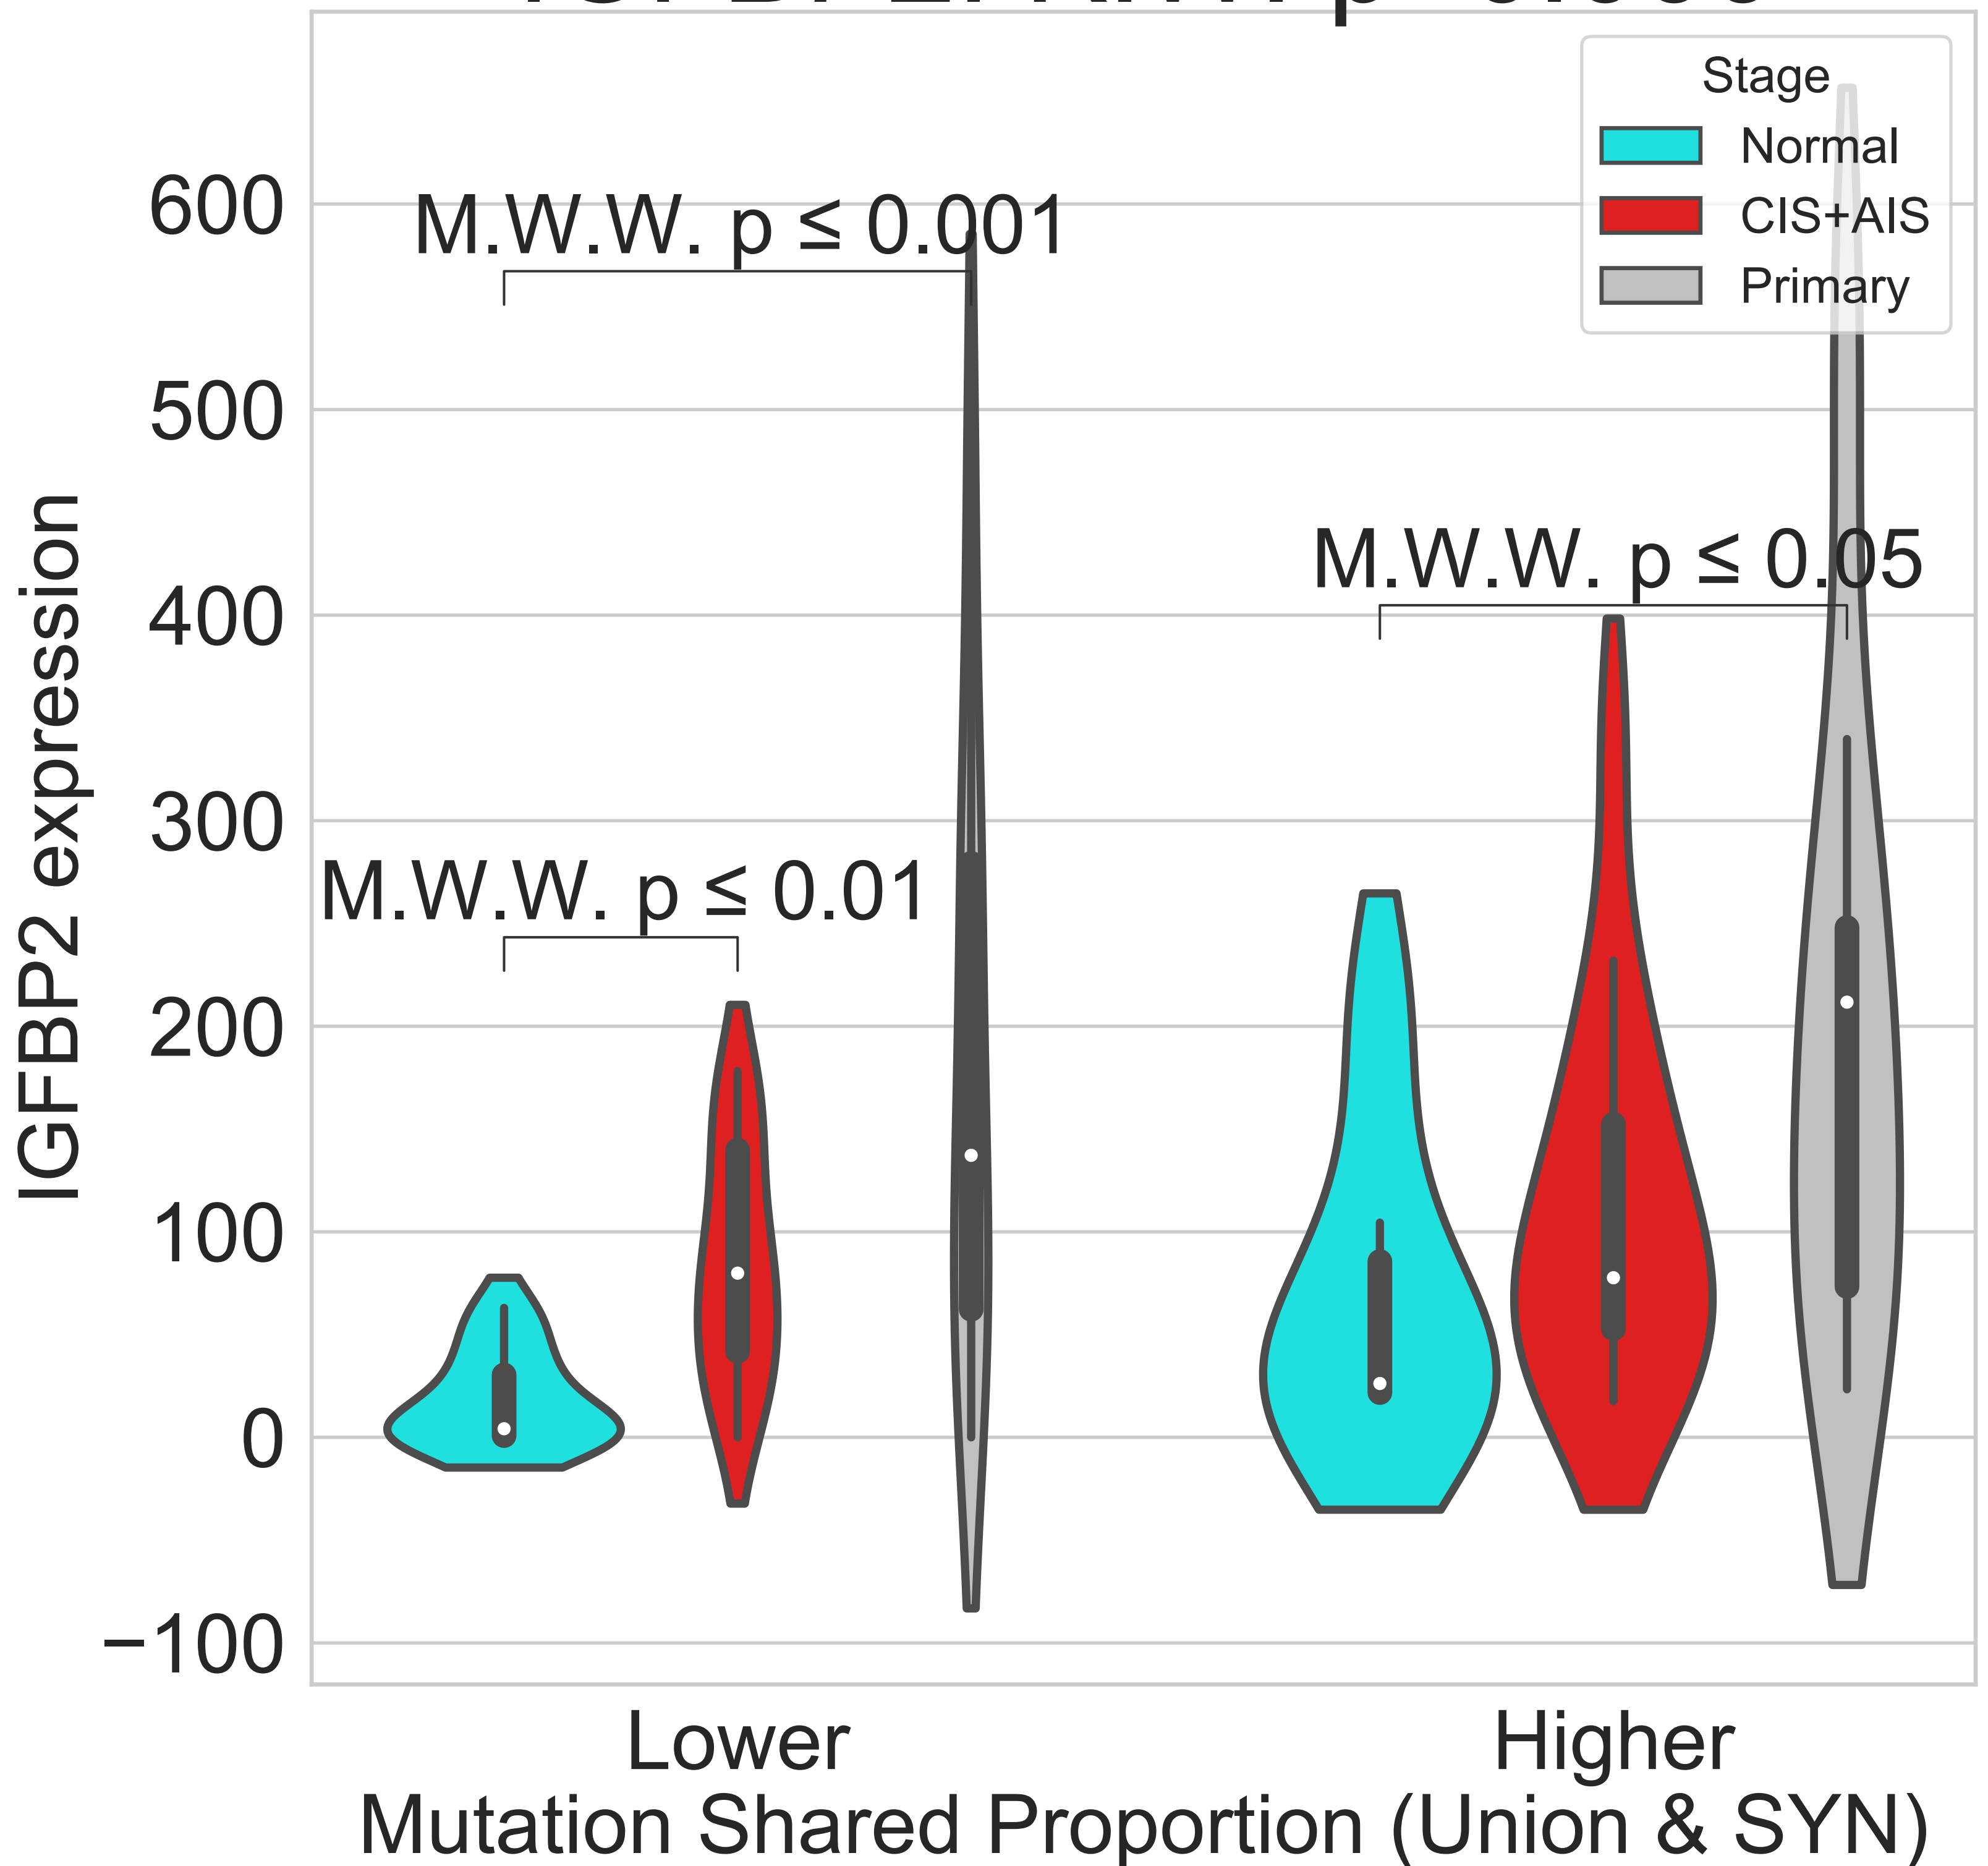 Stage
Normal
CIS+AIS
Primary
600
500
400
300
200
100
0
−100
IGFBP2 expression
M.W.W. p ≤ 0.001
M.W.W. p ≤ 0.05
M.W.W. p ≤ 0.01
Lower
Higher
Mutation Shared Proportion (Union & SYN)